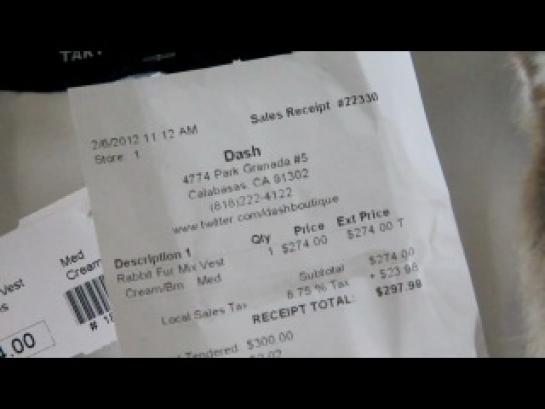 Sales Receipt #22330
2/6/2012 11:12 AM
Store: 1
Dash
4774 Park Granada #5
Calabasas, CA 91302
(818)222-4122
www.twitter.com/dashboutique
Description 1 Qty Price Ext Price
Rabbit Fur Mix Vest 1 $274.00 $274.00 T
Cream/Brn Med
Subtotal $274.00
Local Sales Tax 8.75 % Tax + $23.98
RECEIPT TOTAL: $297.98
Tendered $300.00
Med
Cream
Vest
.00